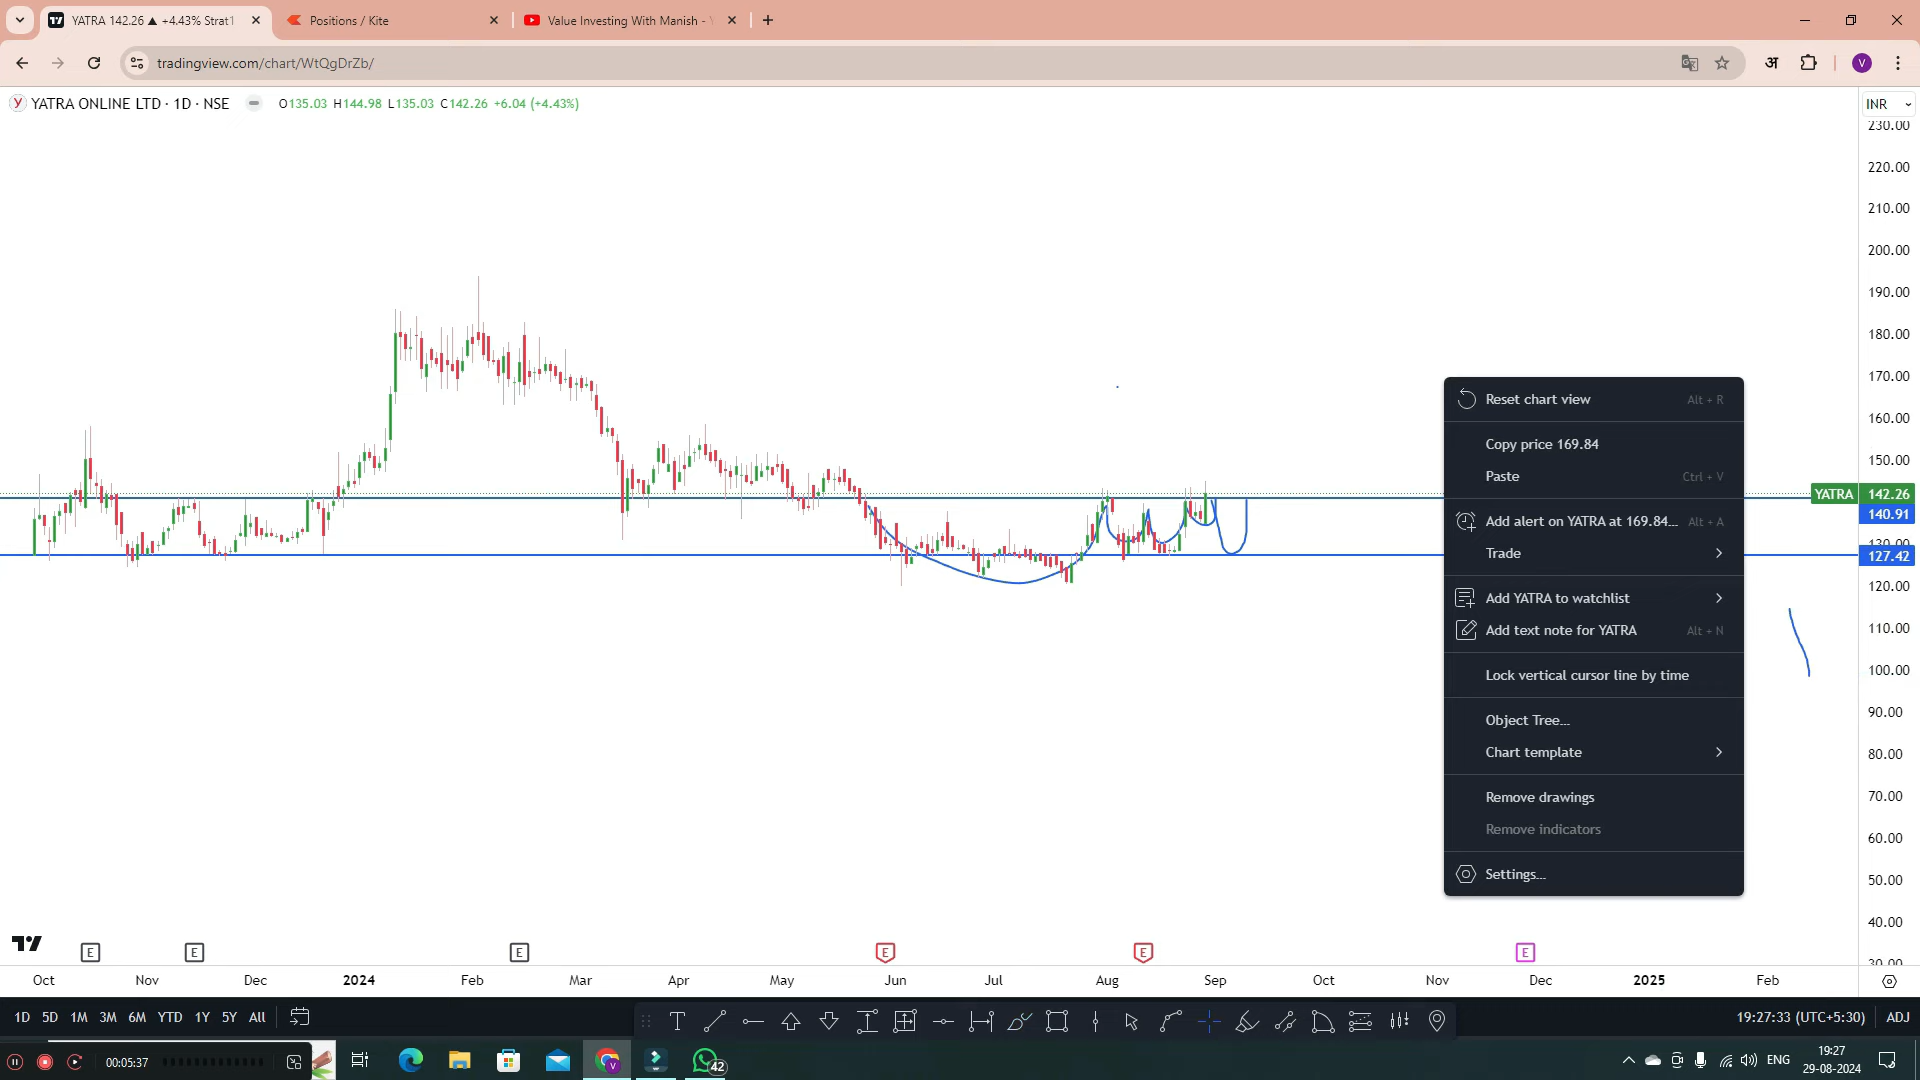 YATRA 142.26 ▲ +4.43% Strat1
Positions / Kite
Value Investing With Manish -
tradingview.com/chart/WtQgDrZb/
अ
V
YATRA ONLINE LTD · 1D · NSE
O135.03 H144.98 L135.03 C142.26 +6.04 (+4.43%)
INR
230.00
220.00
210.00
200.00
190.00
180.00
170.00
160.00
150.00
YATRA 142.26
140.91
130.00
127.42
120.00
110.00
100.00
90.00
80.00
70.00
60.00
50.00
40.00
30.00
Reset chart view Alt + R
Copy price 169.84
Paste Ctrl + V
Add alert on YATRA at 169.84... Alt + A
Trade
Add YATRA to watchlist
Add text note for YATRA Alt + N
Lock vertical cursor line by time
Object Tree...
Chart template
Remove drawings
Remove indicators
Settings...
E E E E E E
Oct Nov Dec 2024 Feb Mar Apr May Jun Jul Aug Sep Oct Nov Dec 2025 Feb
1D 5D 1M 3M 6M YTD 1Y 5Y All
19:27:33 (UTC+5:30) ADJ
00:05:37
42
ENG
19:27
29-08-2024